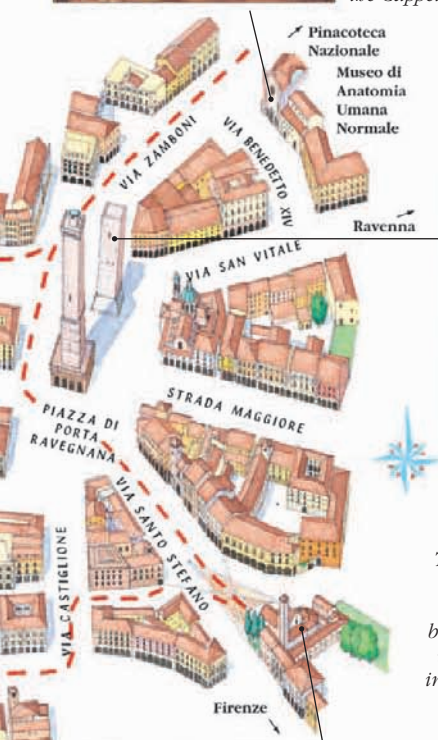 Pinacoteca
Nazionale
Museo di
Anatomia
Umana
Normale
VIA ZAMBONI
VIA BENEDETTO XIV
Ravenna
VIA SAN VITALE
STRADA MAGGIORE
PIAZZA DI
PORTA
RAVEGNANA
VIA SANTO STEFANO
VIA CASTIGLIONE
Firenze